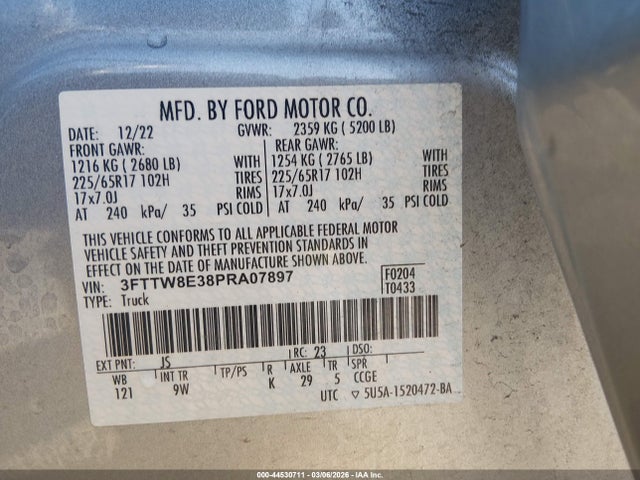 MFD. BY FORD MOTOR CO.
DATE: 12/22 GVWR: 2359 KG ( 5200 LB)
FRONT GAWR: REAR GAWR:
1216 KG ( 2680 LB) WITH 1254 KG ( 2765 LB) WITH
225/65R17 102H TIRES 225/65R17 102H TIRES
17x7.0J RIMS 17x7.0J RIMS
AT 240 kPa/ 35 PSI COLD AT 240 kPa/ 35 PSI COLD
THIS VEHICLE CONFORMS TO ALL APPLICABLE FEDERAL MOTOR
VEHICLE SAFETY AND THEFT PREVENTION STANDARDS IN
EFFECT ON THE DATE OF MANUFACTURE SHOWN ABOVE.
VIN: 3FTTW8E38PRA07897 F0204
TYPE: Truck T0433
EXT PNT: JS RC: 23 DSO:
WB INT TR TP/PS R AXLE TR SPR
121 9W K 29 5 CCGE
UTC ▽ 5U5A-1520472-BA
000-44530711 - 03/06/2026 - IAA Inc.